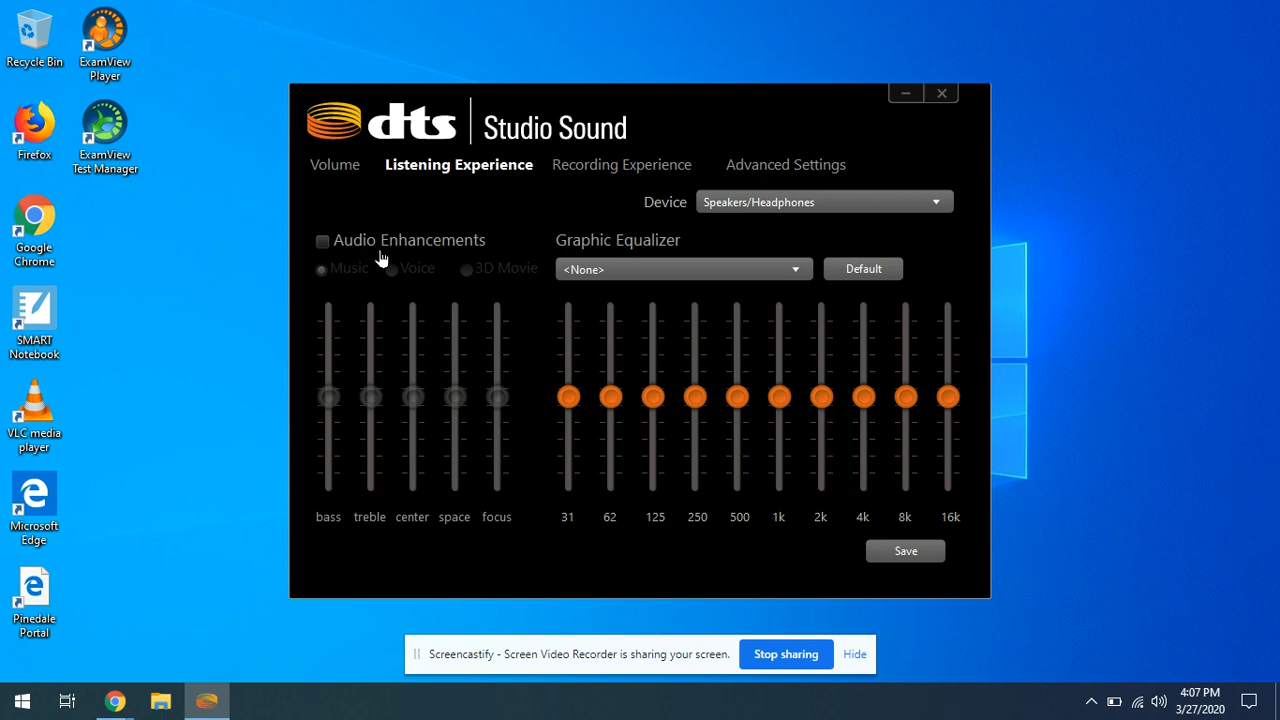 Recycle Bin
ExamView
Player
Firefox
ExamView
Test Manager
Google
Chrome
SMART
Notebook
VLC media
player
Microsoft
Edge
Pinedale
Portal
dts Studio Sound
Volume Listening Experience Recording Experience Advanced Settings
Device Speakers/Headphones
Audio Enhancements Graphic Equalizer
Music Voice 3D Movie <None> Default
bass treble center space focus 31 62 125 250 500 1k 2k 4k 8k 16k
Save
Screencastify - Screen Video Recorder is sharing your screen. Stop sharing Hide
4:07 PM
3/27/2020